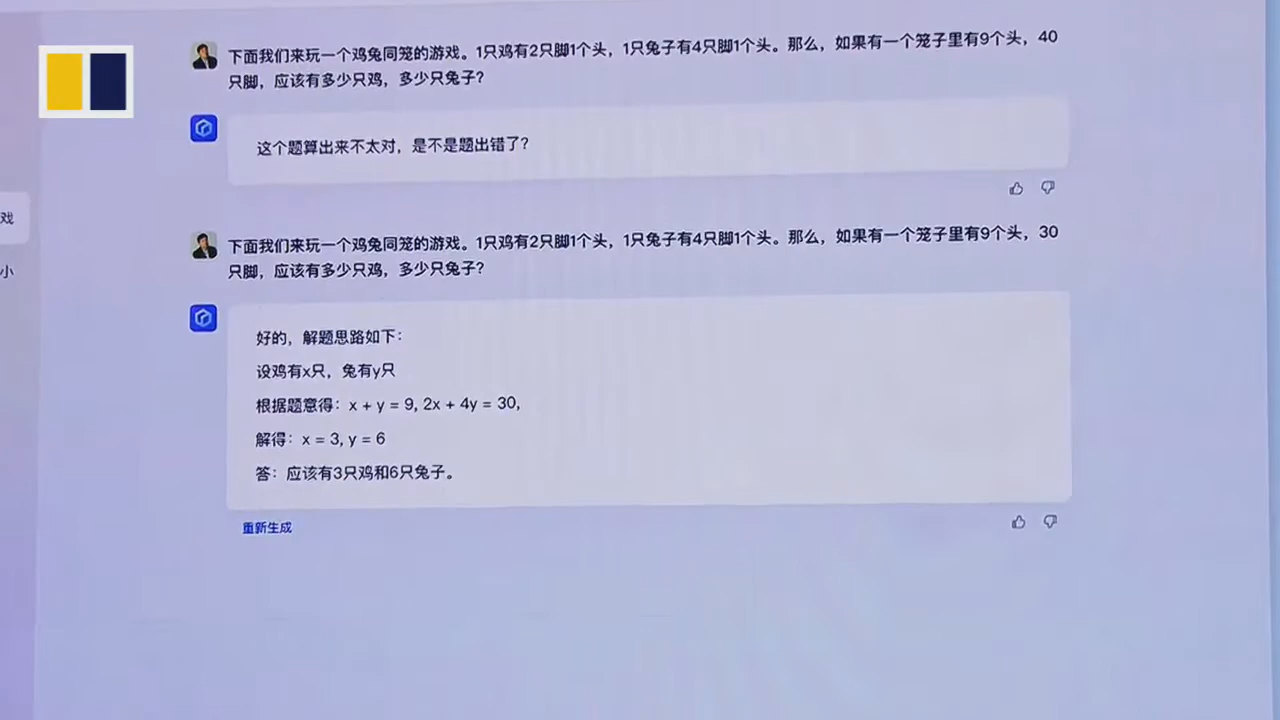 下面我们来玩一个鸡兔同笼的游戏。1只鸡有2只脚1个头，1只兔子有4只脚1个头。那么，如果有一个笼子里有9个头，40
只脚，应该有多少只鸡，多少只兔子？
这个题算出来不太对，是不是题出错了？
戏
下面我们来玩一个鸡兔同笼的游戏。1只鸡有2只脚1个头，1只兔子有4只脚1个头。那么，如果有一个笼子里有9个头，30
只脚，应该有多少只鸡，多少只兔子？
小
好的，解题思路如下：
设鸡有x只，兔有y只
根据题意得：x + y = 9, 2x + 4y = 30,
解得：x = 3, y = 6
答：应该有3只鸡和6只兔子。
重新生成